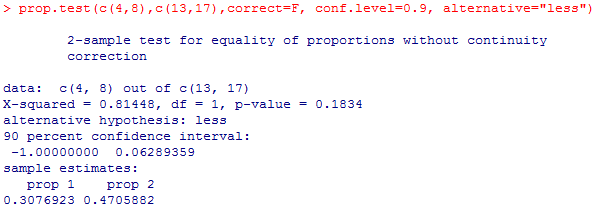 > prop.test(c(4,8),c(13,17),correct=F, conf.level=0.9, alternative="less")
2-sample test for equality of proportions without continuity
correction
data:  c(4, 8) out of c(13, 17)
X-squared = 0.81448, df = 1, p-value = 0.1834
alternative hypothesis: less
90 percent confidence interval:
-1.00000000  0.06289359
sample estimates:
prop 1    prop 2
0.3076923 0.4705882